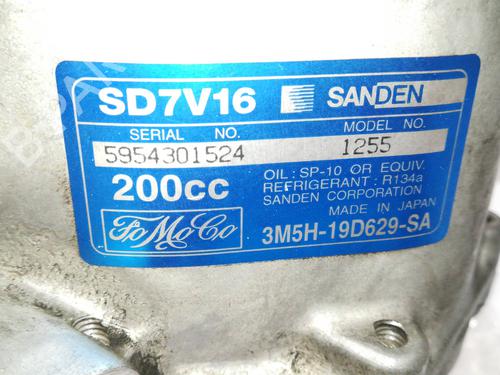 SD7V16 SANDEN
SERIAL NO. MODEL NO.
5954301524 1255
OIL : SP-10 OR EQUIV.
200cc REFRIGERANT : R134a
SANDEN CORPORATION
MADE IN JAPAN
FoMoCo 3M5H-19D629-SA